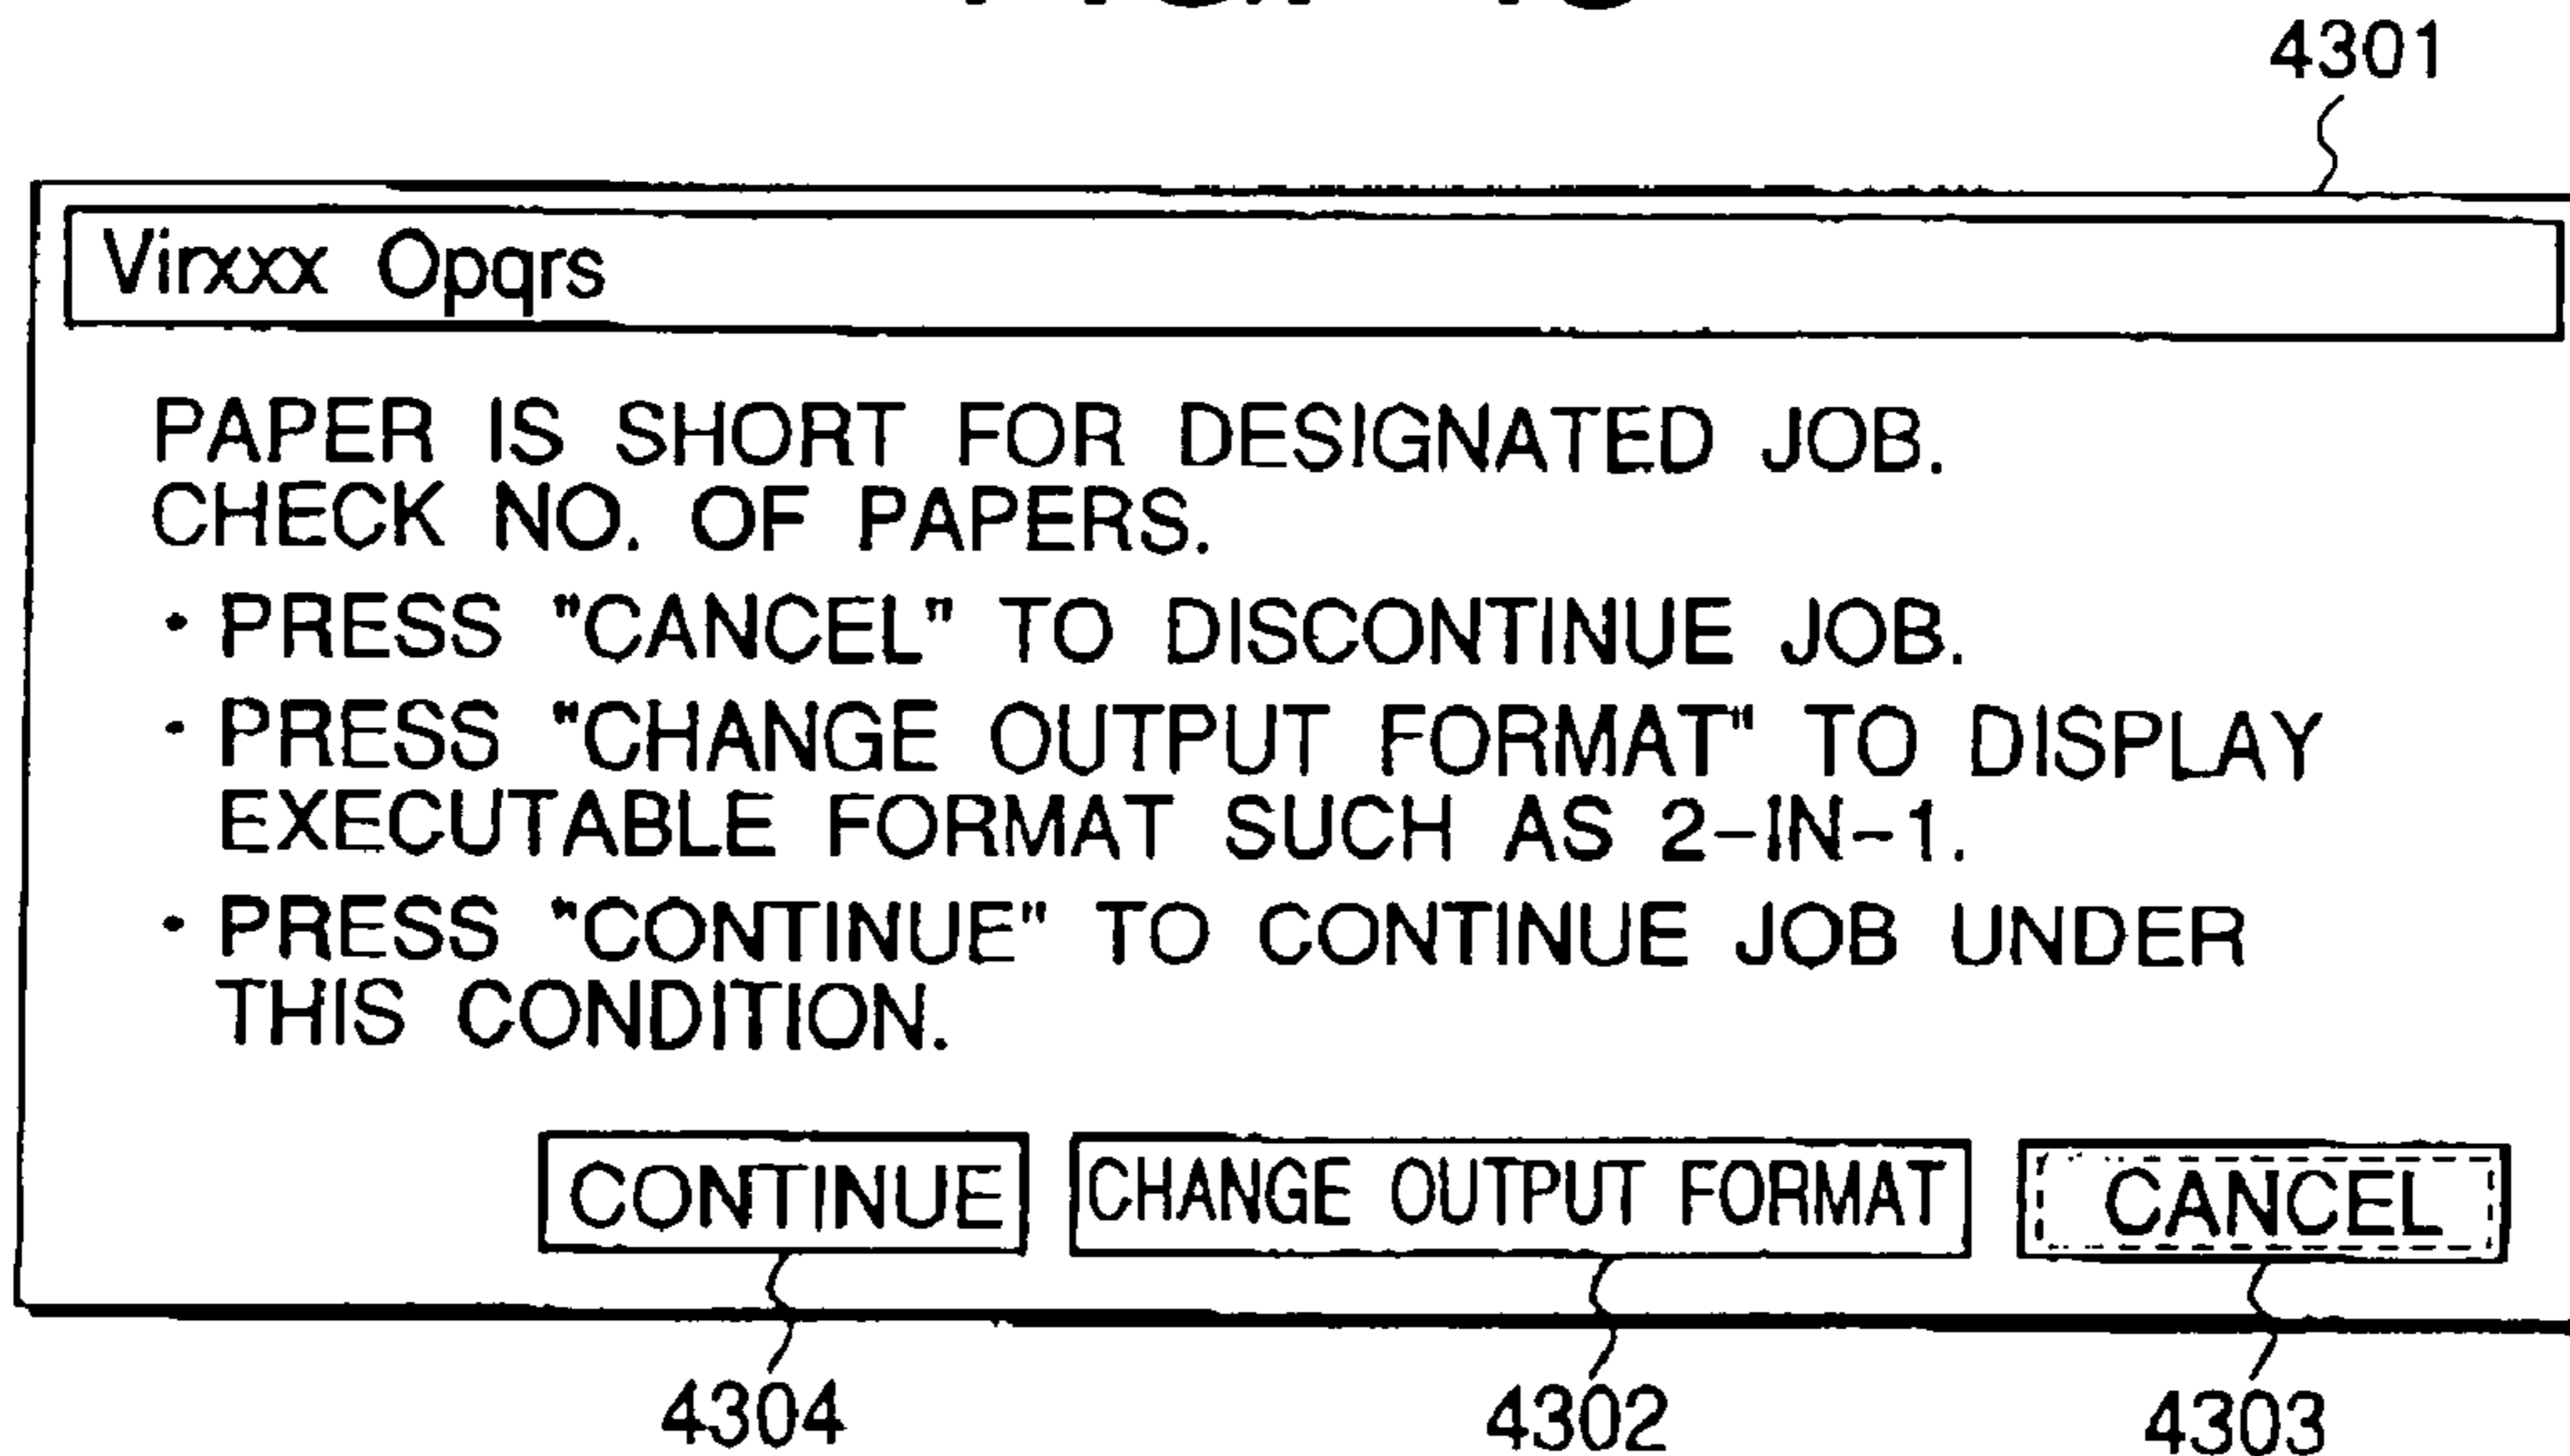 4301
Virxxx Opqrs
PAPER IS SHORT FOR DESIGNATED JOB.
CHECK NO. OF PAPERS.
· PRESS "CANCEL" TO DISCONTINUE JOB.
· PRESS "CHANGE OUTPUT FORMAT" TO DISPLAY
EXECUTABLE FORMAT SUCH AS 2-IN-1.
· PRESS "CONTINUE" TO CONTINUE JOB UNDER
THIS CONDITION.
CONTINUE CHANGE OUTPUT FORMAT CANCEL
4304 4302 4303